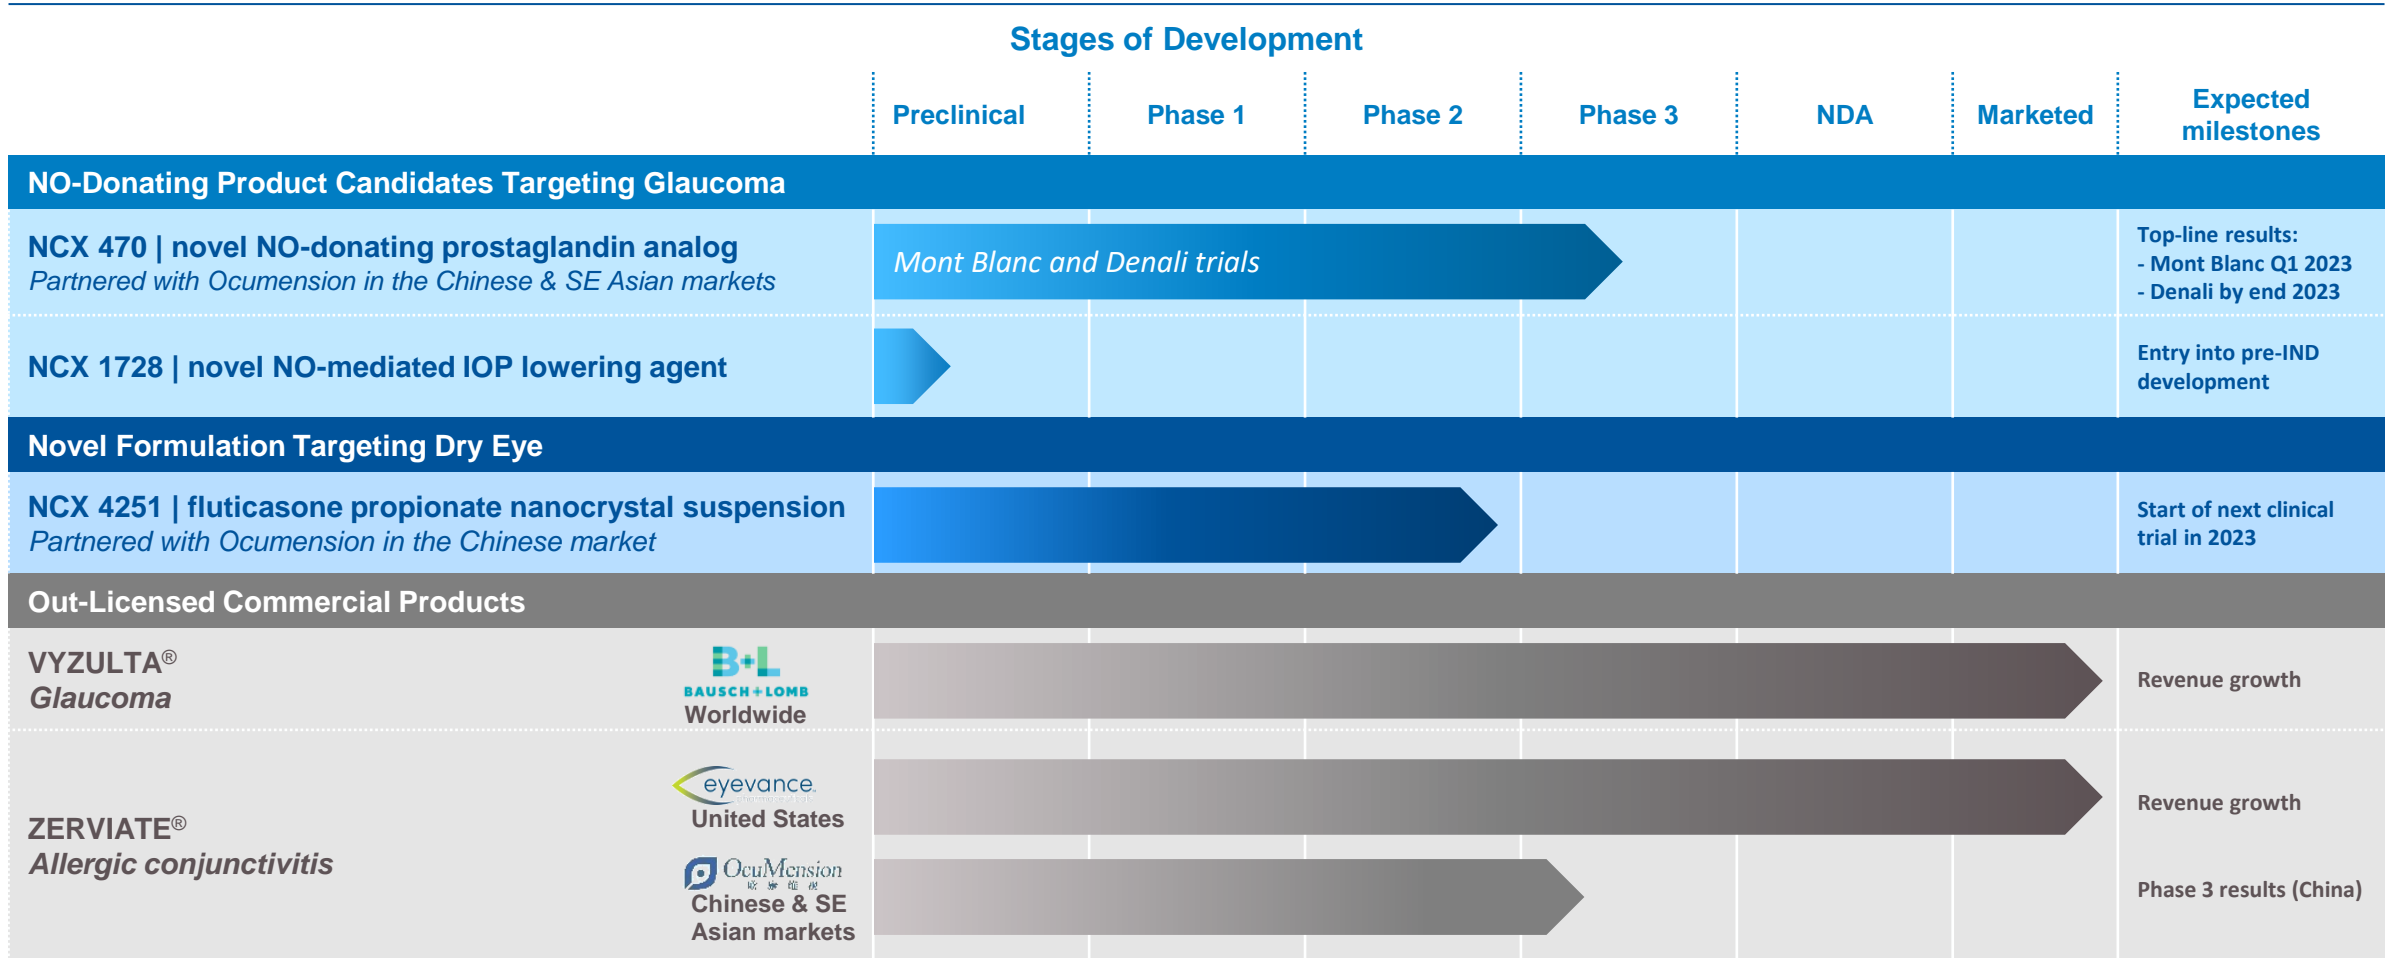 Stages of Development
Preclinical
Phase 1
Phase 2
Phase 3
NDA
Marketed
Expected
milestones
NO-Donating Product Candidates Targeting Glaucoma
NCX 470 | novel NO-donating prostaglandin analog
Partnered with Ocumension in the Chinese & SE Asian markets
Mont Blanc and Denali trials
Top-line results:
- Mont Blanc Q1 2023
- Denali by end 2023
NCX 1728 | novel NO-mediated IOP lowering agent
Entry into pre-IND
development
Novel Formulation Targeting Dry Eye
NCX 4251 | fluticasone propionate nanocrystal suspension
Partnered with Ocumension in the Chinese market
Start of next clinical
trial in 2023
Out-Licensed Commercial Products
VYZULTA®
Glaucoma
B+L
BAUSCH+LOMB
Worldwide
Revenue growth
ZERVIATE®
Allergic conjunctivitis
eyevance
United States
Revenue growth
OcuMension
Chinese & SE
Asian markets
Phase 3 results (China)